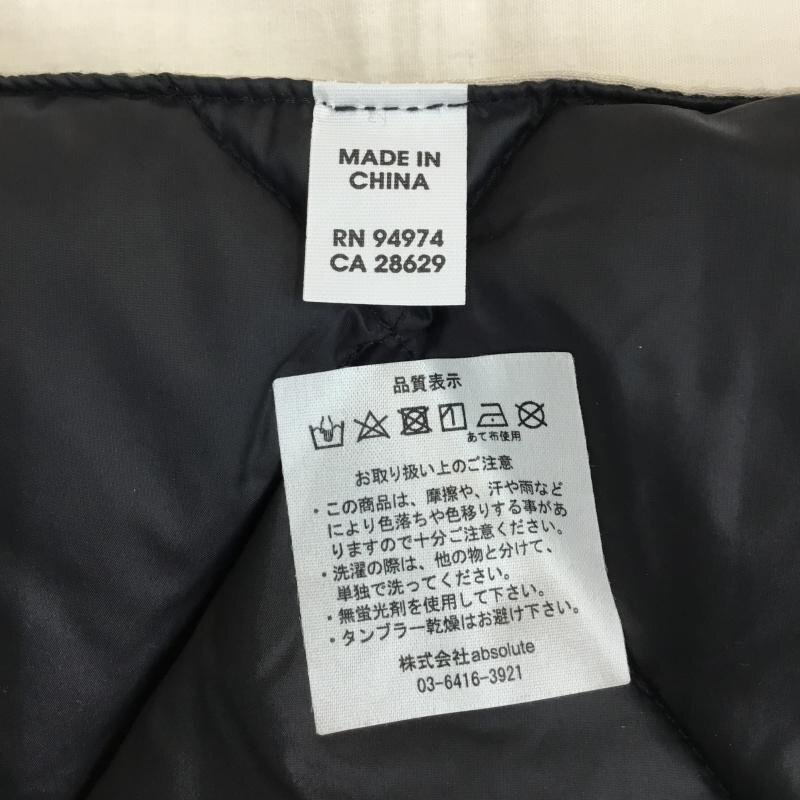 MADE IN
CHINA
RN 94974
CA 28629
品質表示
あて布使用
お取り扱い上のご注意
・この商品は、摩擦や、汗や雨など
により色落ちや色移りする事があ
りますので十分ご注意ください。
・洗濯の際は、他の物と分けて、
単独で洗ってください。
・無蛍光剤を使用して下さい。
・タンブラー乾燥はお避け下さい。
株式会社absolute
03-6416-3921